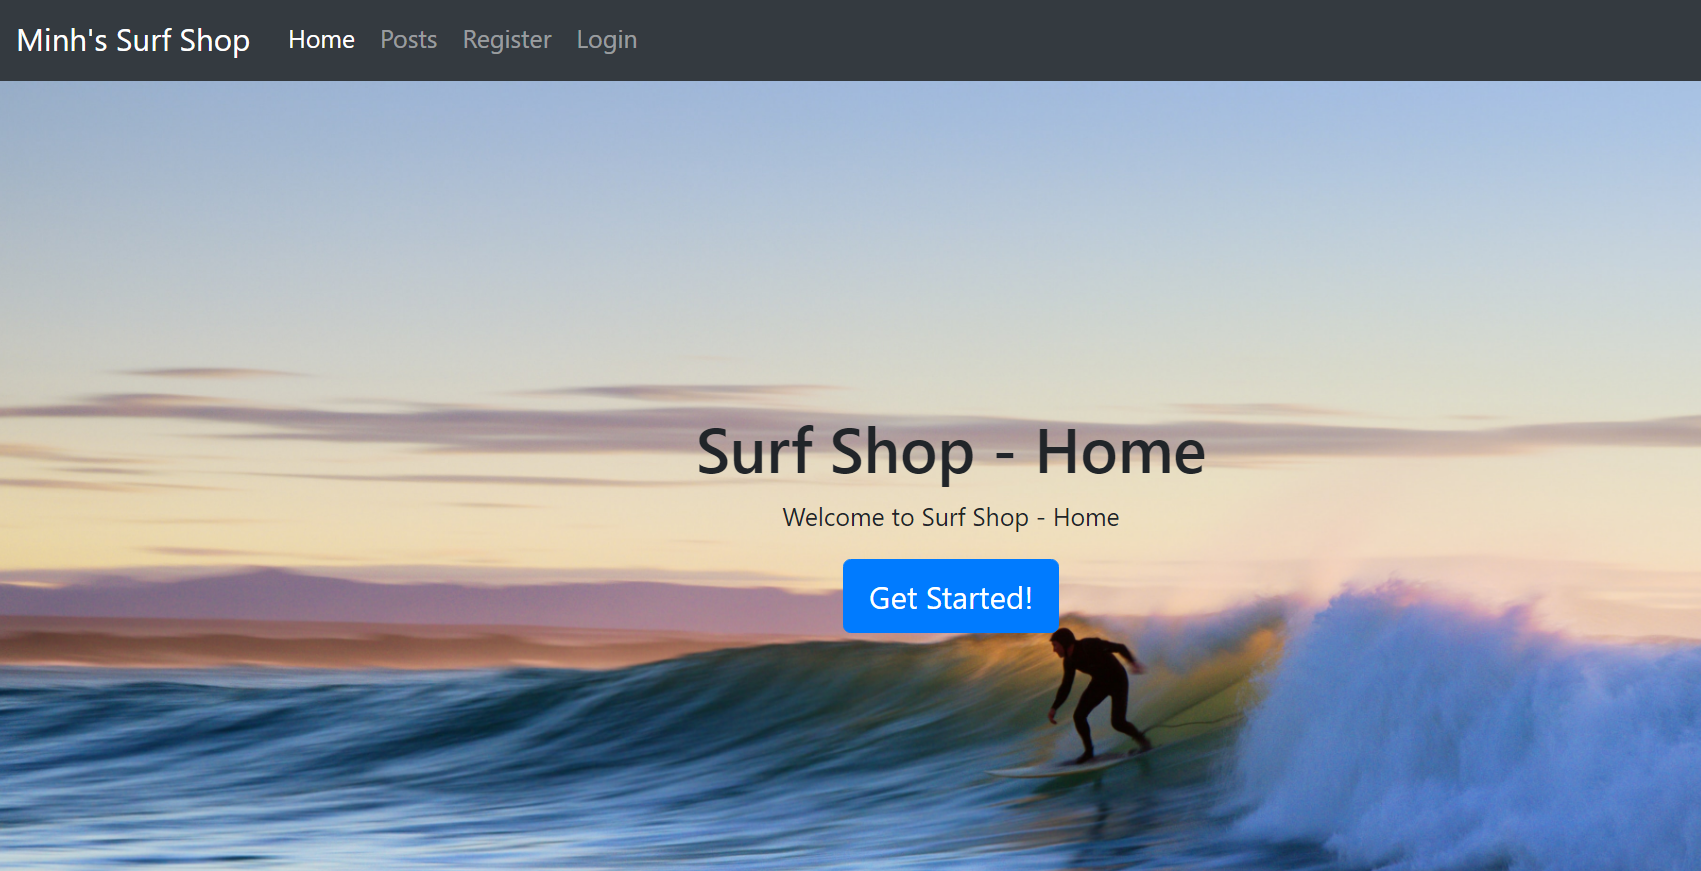 Minh's Surf Shop Home Posts Register Login
Surf Shop - Home
Welcome to Surf Shop - Home
Get Started!